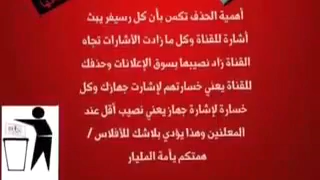 أهمية الحذف تكمن بأن كل رسيفر يبث
أشارة للقناة وكل ما زادت الأشارات تجاه
القناة زاد نصيبها بسوق الإعلانات وحذفك
للقناة يعني خسارتهم لإشارت جهازك وكل
خسارة لإشارة جهاز يعني نصيب أقل عند
المعلنين وهذا يؤدي بلاشك للأفلاس /
همتكم يأمة المليار